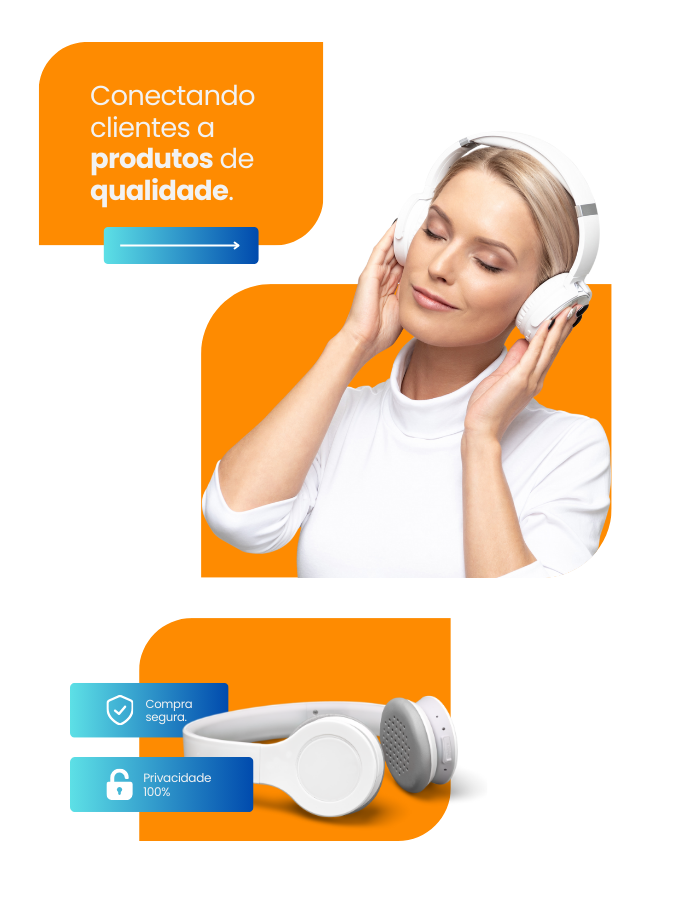 Conectando
clientes a
produtos de
qualidade.
Compra
segura.
Privacidade
100%